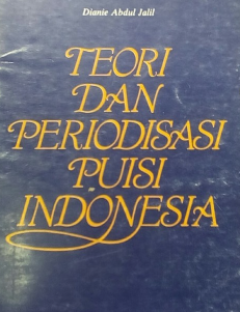 Dianie Abdul Jalil
TEORI
DAN
PERIODISASI
PUISI
INDONESIA